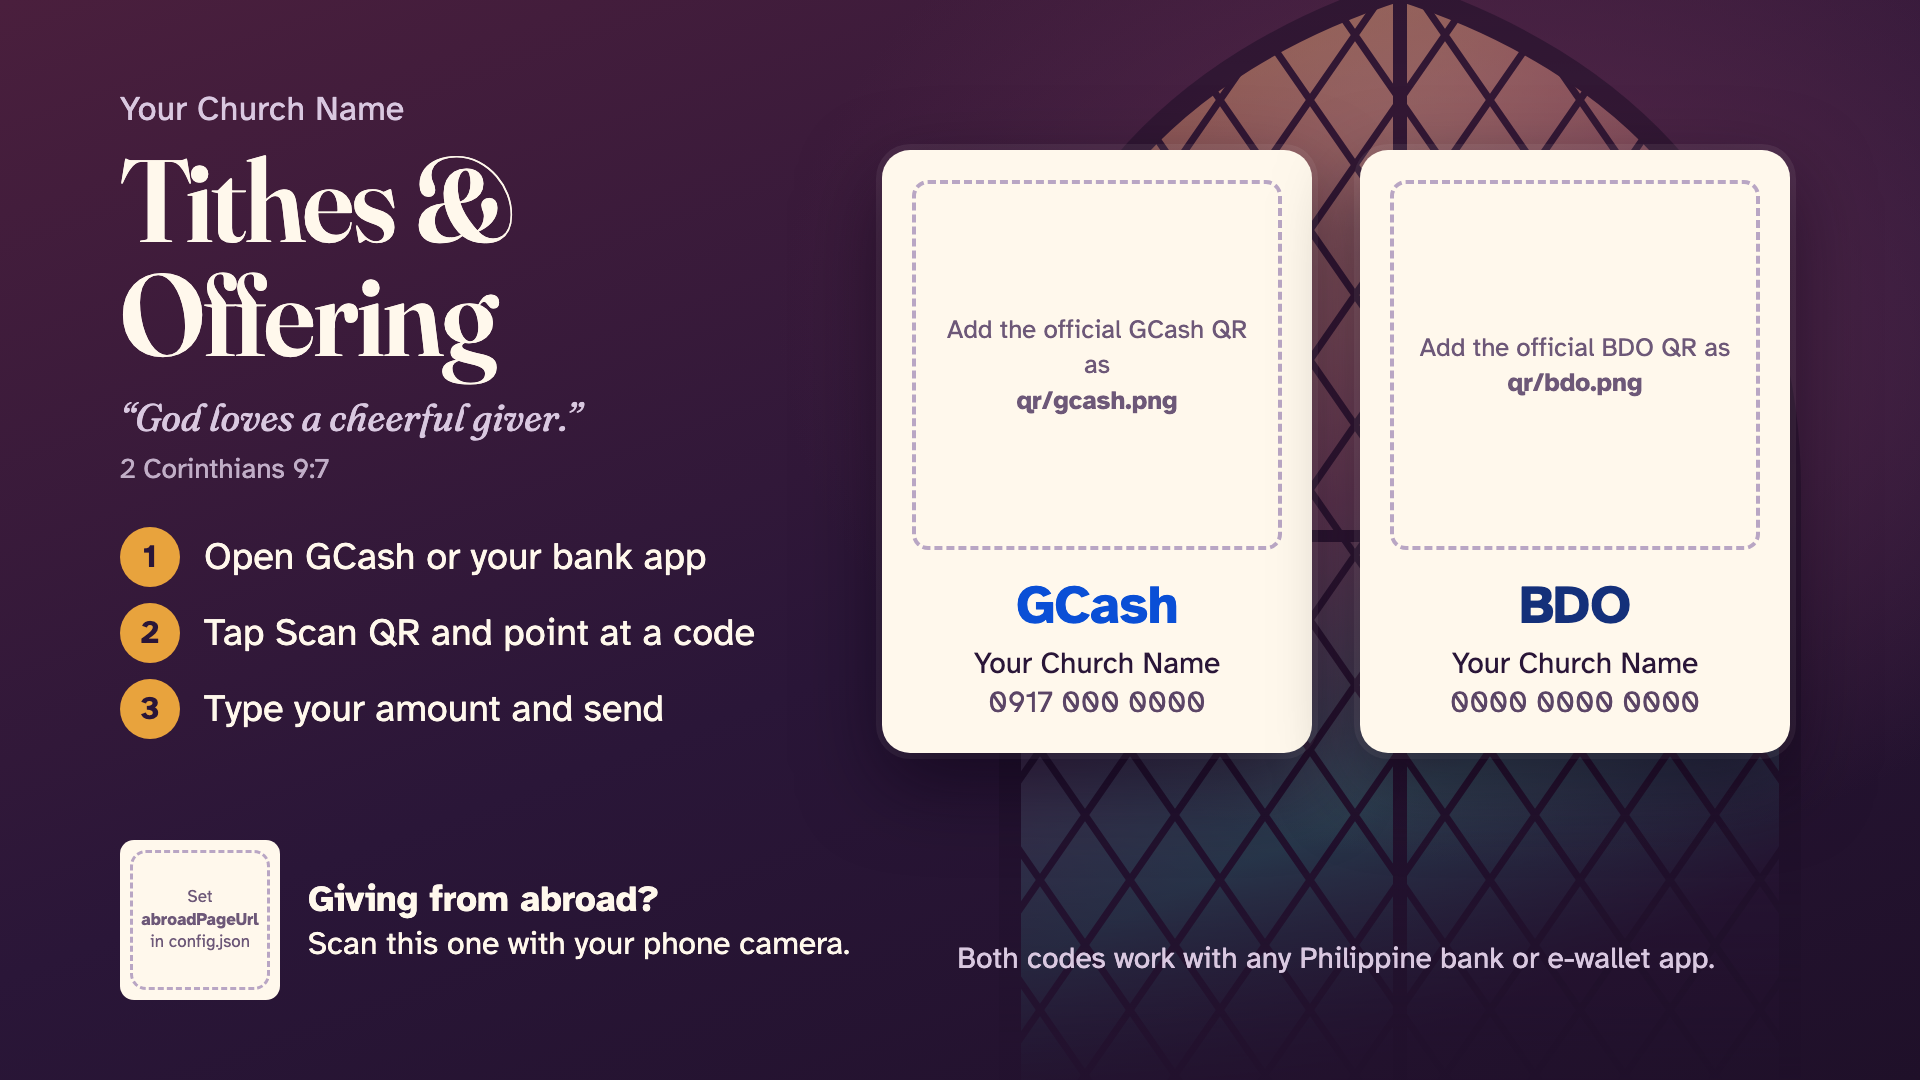 Your Church Name
Tithes &
Offering
“God loves a cheerful giver.”
2 Corinthians 9:7
1 Open GCash or your bank app
2 Tap Scan QR and point at a code
3 Type your amount and send
Set
abroadPageUrl
in config.json
Giving from abroad?
Scan this one with your phone camera.
Add the official GCash QR
as
qr/gcash.png
GCash
Your Church Name
0917 000 0000
Add the official BDO QR as
qr/bdo.png
BDO
Your Church Name
0000 0000 0000
Both codes work with any Philippine bank or e-wallet app.